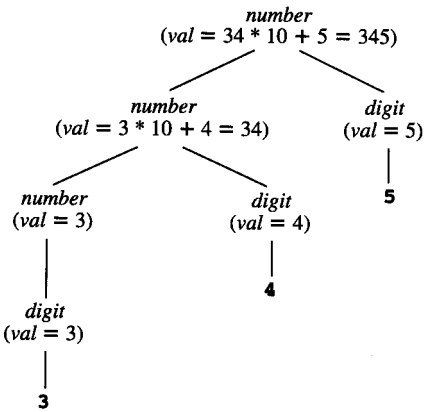 number
(val = 34 * 10 + 5 = 345)
number
(val = 3 * 10 + 4 = 34)
digit
(val = 5)
5
number
(val = 3)
digit
(val = 4)
4
digit
(val = 3)
3